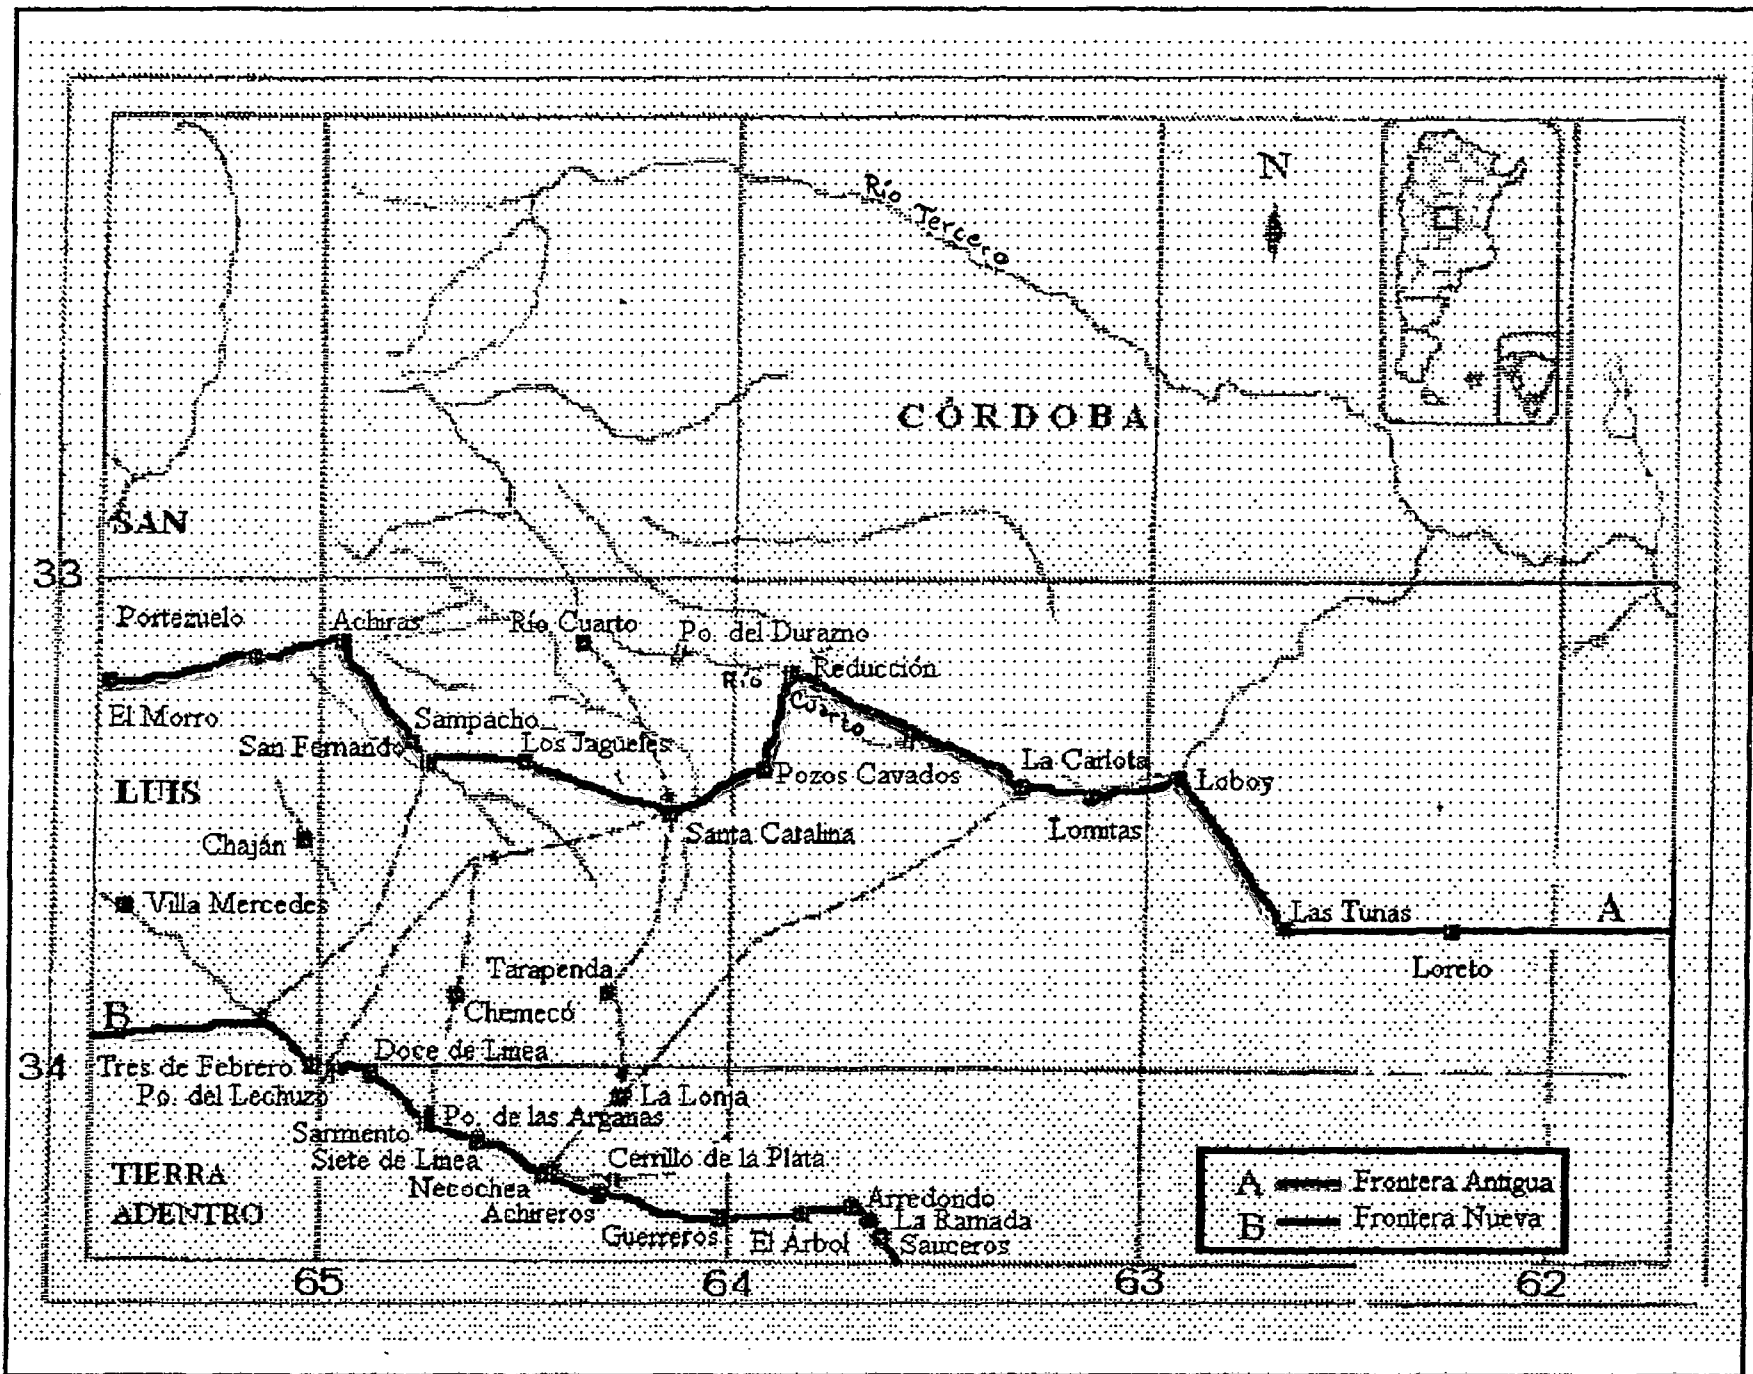 N
Río Tercero
CÓRDOBA
SAN
33
Portezuelo
Achiras
Río Cuarto
Po. del Durazno
Reducción
Río
Cuarto
El Morro
Sampacho
San Fernando
Los Jagüeles
La Carlota
Pozos Cavados
Loboy
LUIS
Lomitas
Santa Catalina
Chaján
Villa Mercedes
Las Tunas
A
Loreto
Tarapenda
Chemecó
B
Doce de Línea
34
Tres de Febrero
Po. del Lechuzo
La Loma
Po. de las Arganas
Sarmento
Siete de Línea
Cerrillo de la Plata
TIERRA
ADENTRO
Necochea
Achireros
Arredondo
La Ramada
Guerreros
El Árbol
Sauceros
A Frontera Antigua
B Frontera Nueva
65
64
63
62